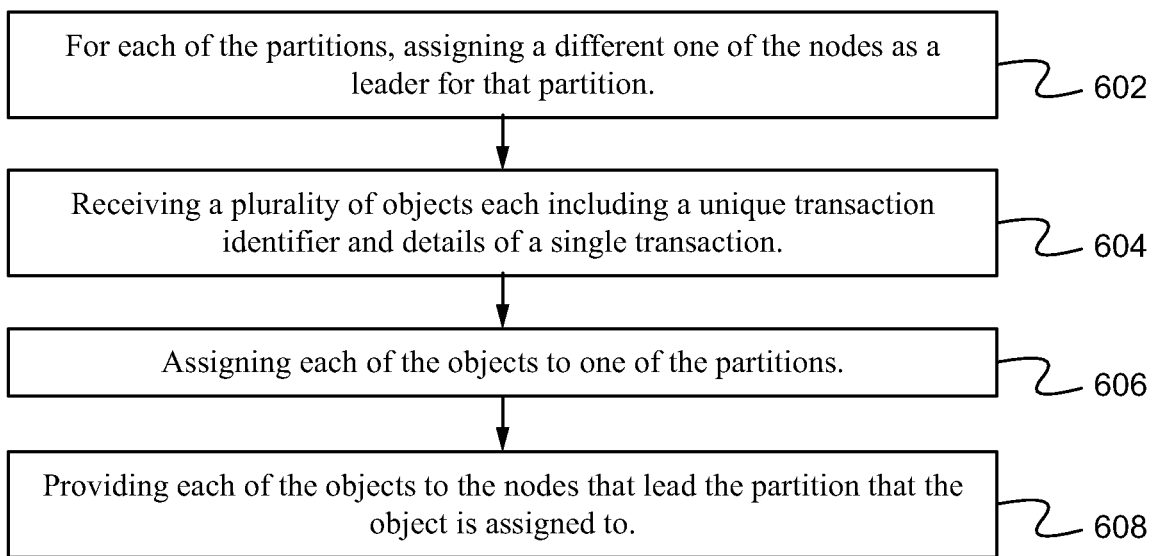 For each of the partitions, assigning a different one of the nodes as a
leader for that partition.
602
Receiving a plurality of objects each including a unique transaction
identifier and details of a single transaction.
604
Assigning each of the objects to one of the partitions.
606
Providing each of the objects to the nodes that lead the partition that the
object is assigned to.
608